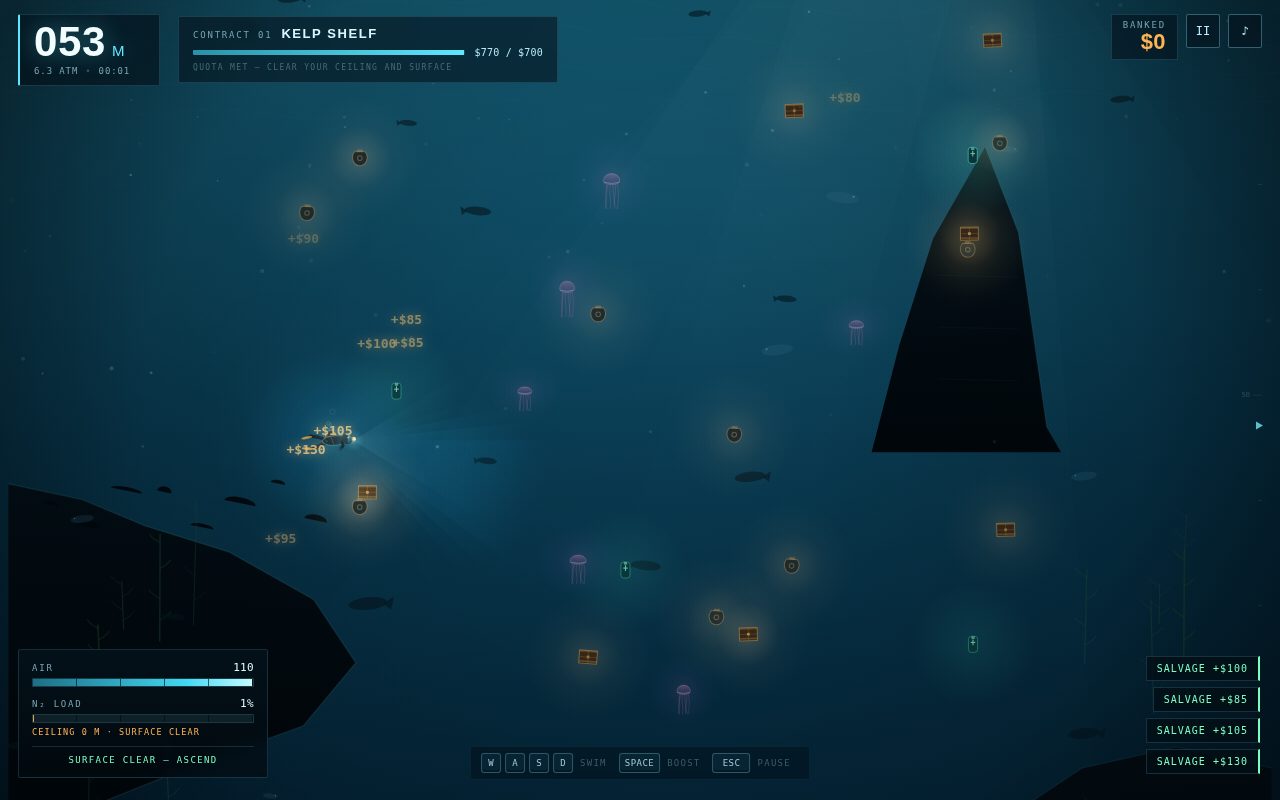 053 M
6.3 ATM · 00:01
CONTRACT 01 KELP SHELF
$770 / $700
QUOTA MET — CLEAR YOUR CEILING AND SURFACE
BANKED
$0
II
♪
+$80
+$90
+$85
+$100
+$85
+$105
+$130
+$95
50
AIR 110
N₂ LOAD 1%
CEILING 0 M · SURFACE CLEAR
SURFACE CLEAR — ASCEND
W A S D SWIM SPACE BOOST ESC PAUSE
SALVAGE +$100
SALVAGE +$85
SALVAGE +$105
SALVAGE +$130